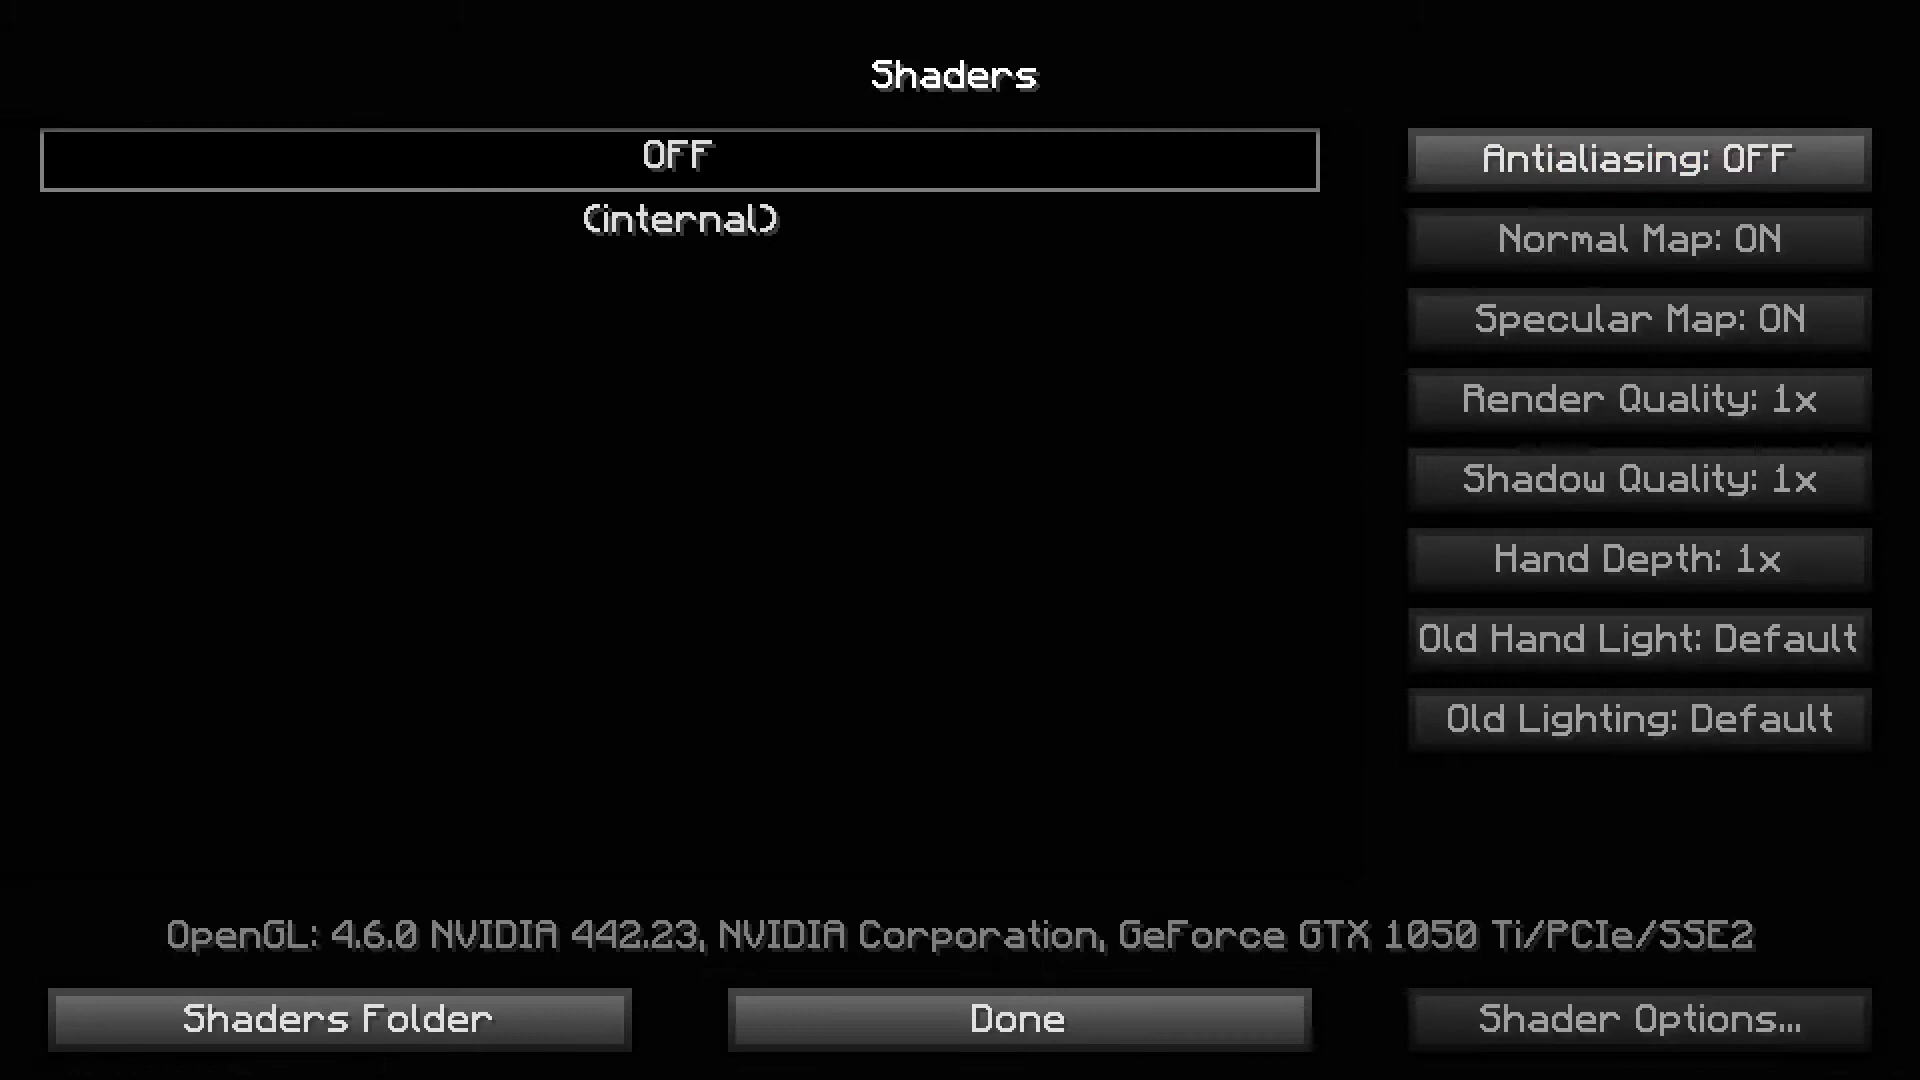 Shaders
OFF
(internal)
Antialiasing: OFF
Normal Map: ON
Specular Map: ON
Render Quality: 1x
Shadow Quality: 1x
Hand Depth: 1x
Old Hand Light: Default
Old Lighting: Default
OpenGL: 4.6.0 NVIDIA 442.23, NVIDIA Corporation, GeForce GTX 1050 Ti/PCIe/SSE2
Shaders Folder
Done
Shader Options...